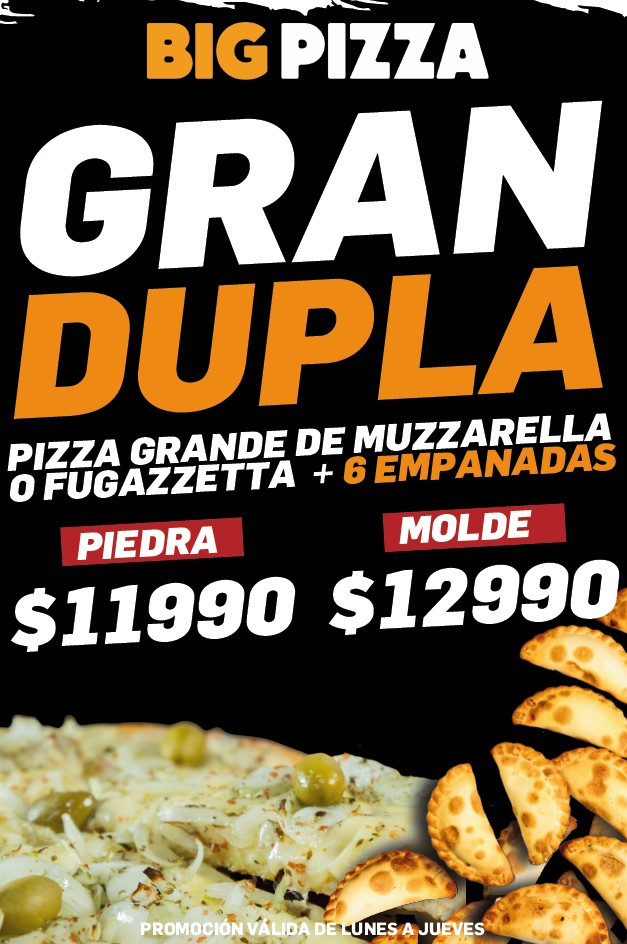 BIG PIZZA
GRAN
DUPLA
PIZZA GRANDE DE MUZZARELLA
O FUGAZZETTA + 6 EMPANADAS
PIEDRA MOLDE
$11990 $12990
PROMOCIÓN VÁLIDA DE LUNES A JUEVES